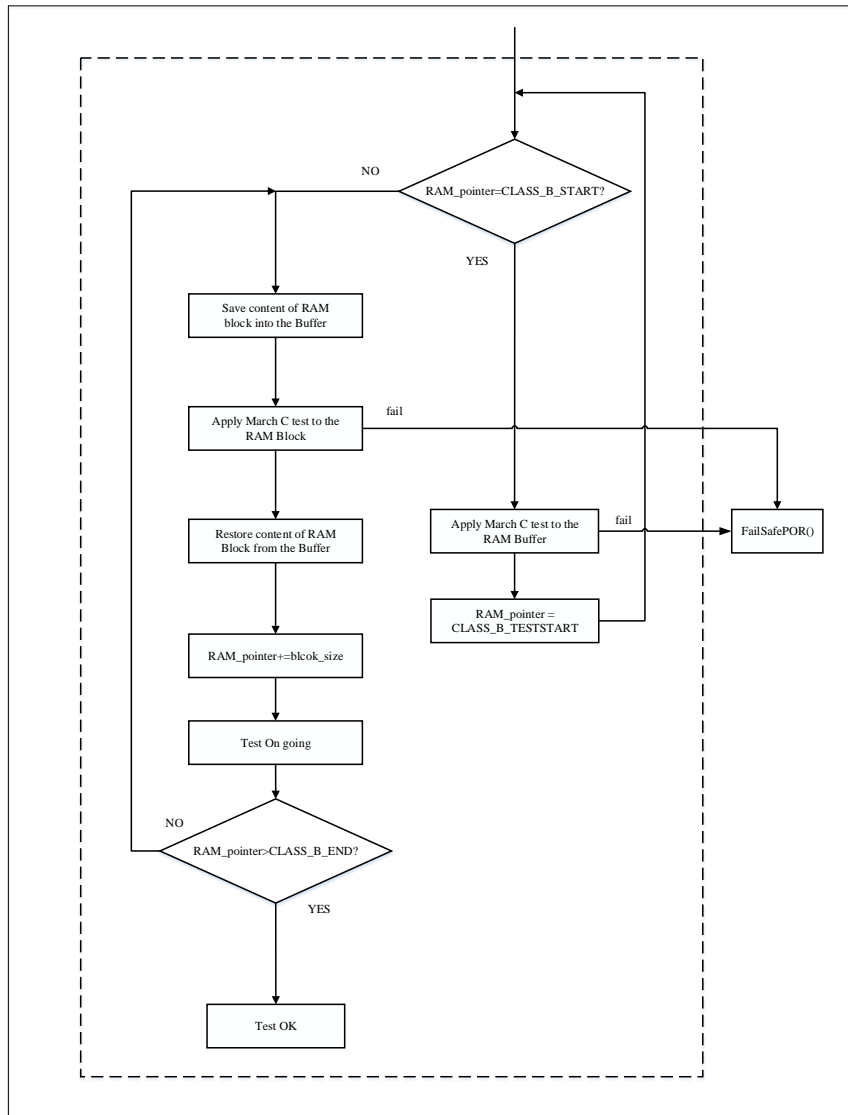 NO
RAM_pointer=CLASS_B_START?
YES
Save content of RAM
block into the Buffer
Apply March C test to the
RAM Block
fail
Restore content of RAM
Block from the Buffer
Apply March C test to the
RAM Buffer
fail
FailSafePOR()
RAM_pointer =
CLASS_B_TESTSTART
RAM_pointer+=blcok_size
Test On going
NO
RAM_pointer>CLASS_B_END?
YES
Test OK